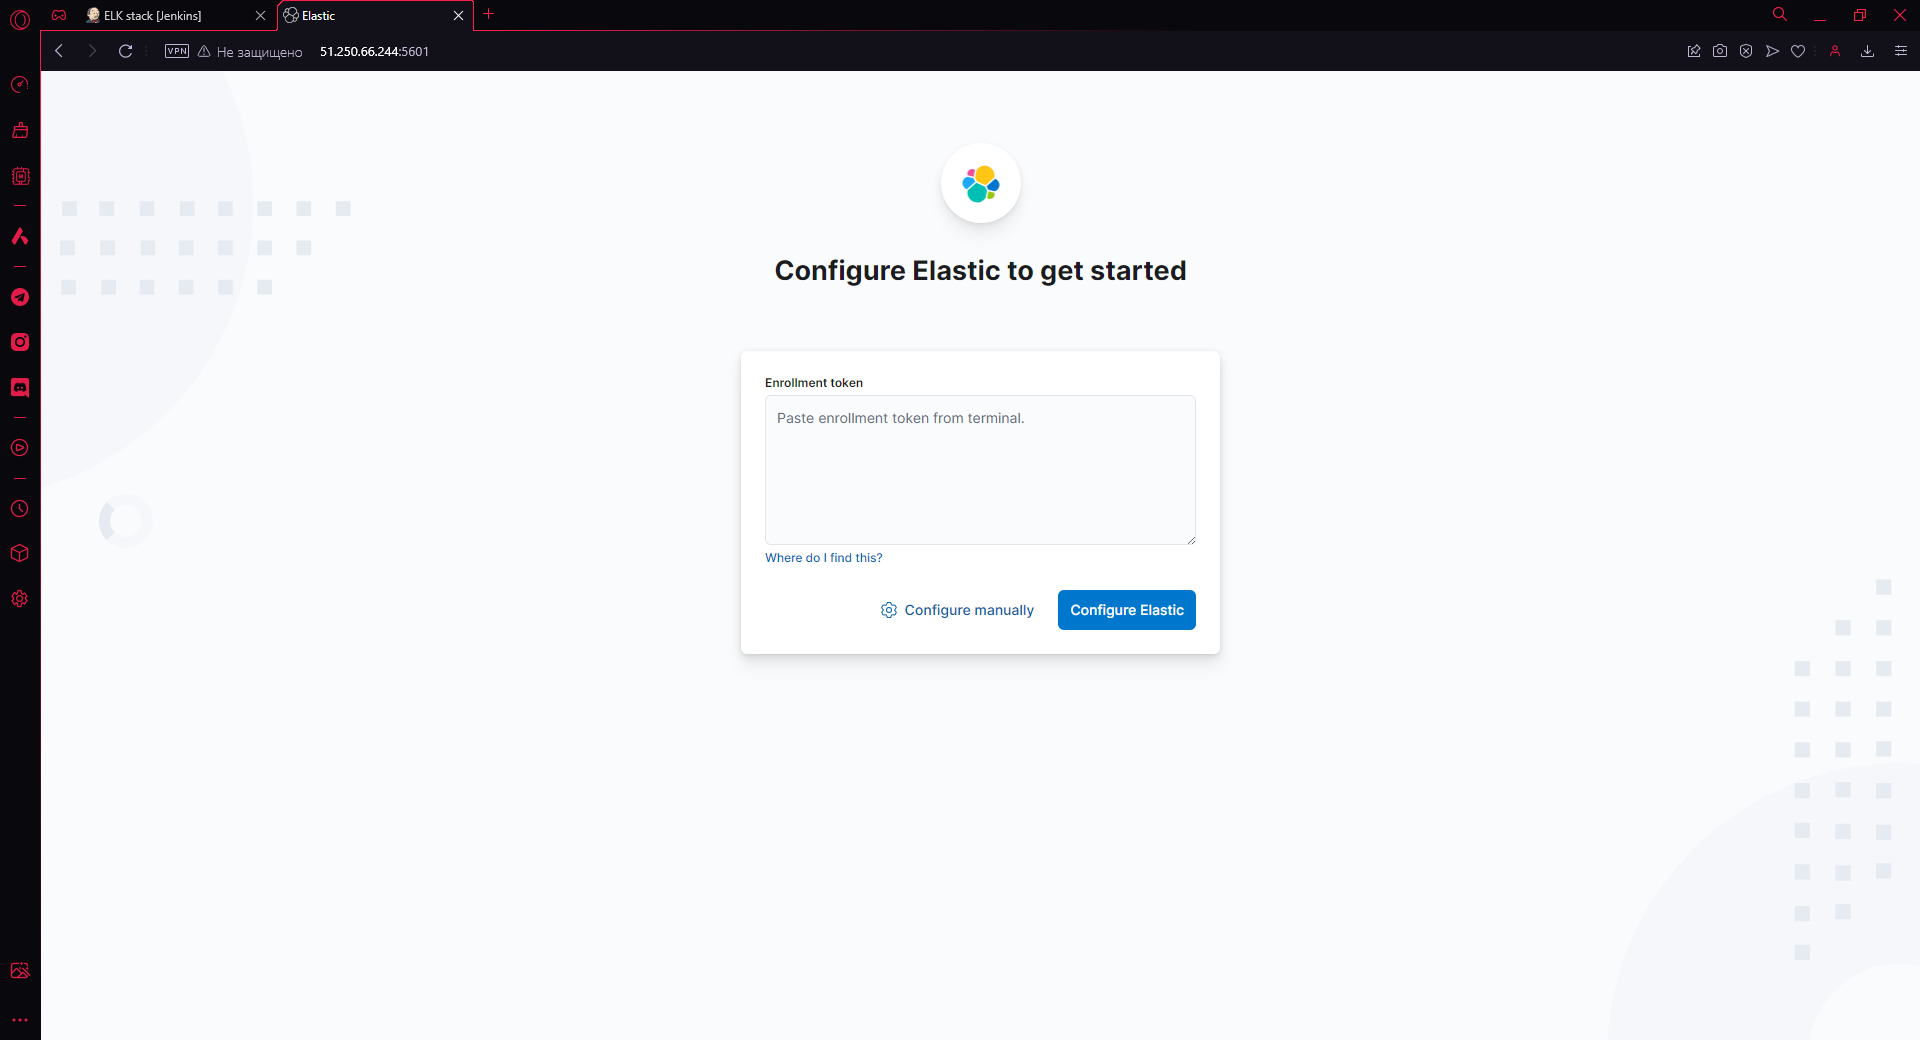 ELK stack [Jenkins]
Elastic
VPN
Не защищено
51.250.66.244:5601
Configure Elastic to get started
Enrollment token
Paste enrollment token from terminal.
Where do I find this?
Configure manually
Configure Elastic